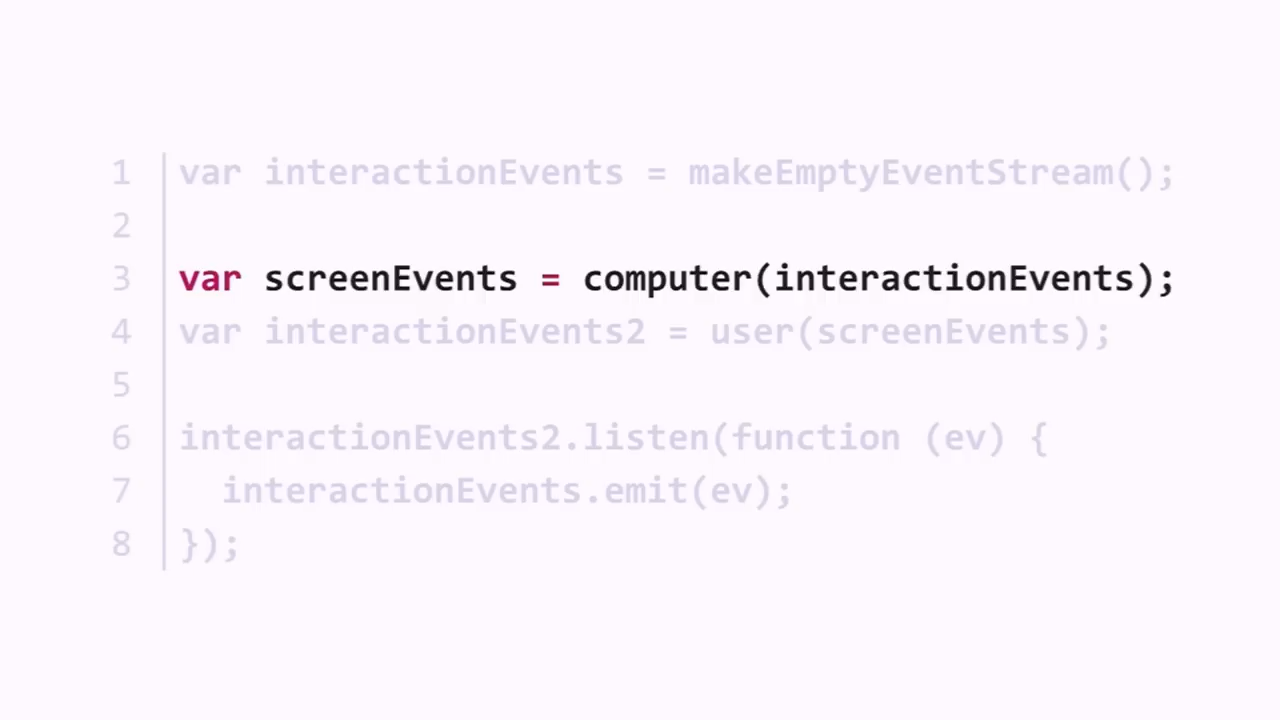 1 var interactionEvents = makeEmptyEventStream();
2
3 var screenEvents = computer(interactionEvents);
4 var interactionEvents2 = user(screenEvents);
5
6 interactionEvents2.listen(function (ev) {
7   interactionEvents.emit(ev);
8 });